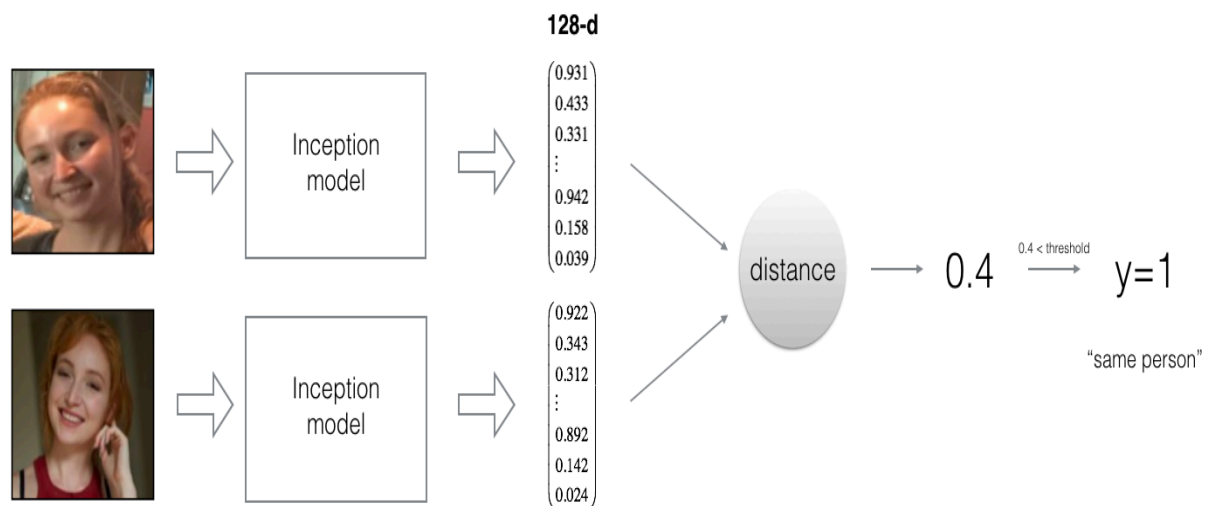 128-d
Inception
model
0.931
0.433
0.331
⋮
0.942
0.158
0.039
Inception
model
0.922
0.343
0.312
⋮
0.892
0.142
0.024
distance
0.4
0.4 < threshold
y=1
“same person”